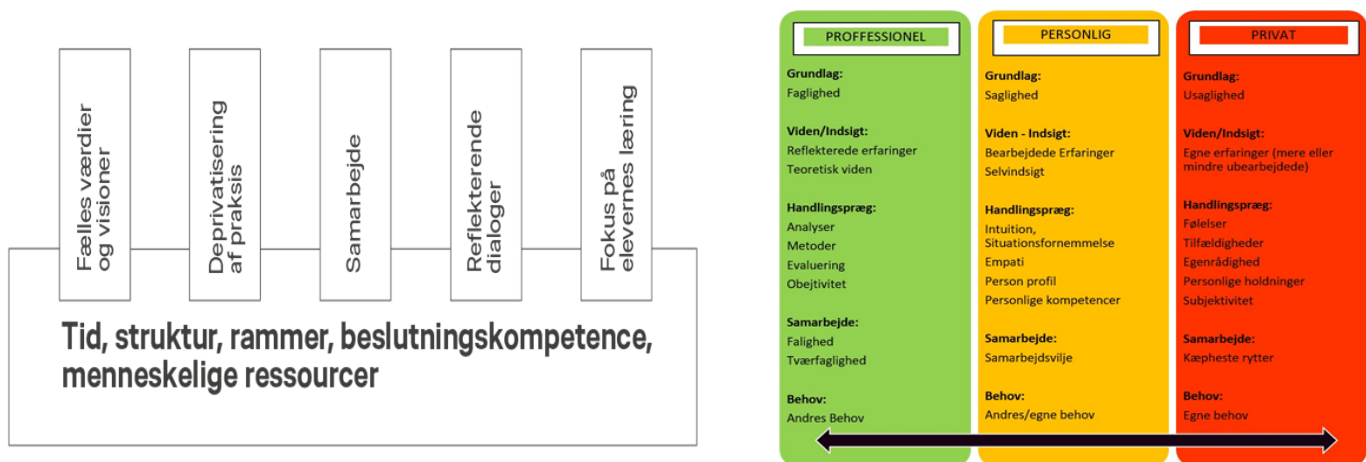 Fælles værdier
og visioner
Deprivatisering
af praksis
Samarbejde
Reflekterende
dialoger
Fokus på
elevernes læring
Tid, struktur, rammer, beslutningskompetence,
menneskelige ressourcer
PROFFESSIONEL
Grundlag:
Faglighed
Viden/Indsigt:
Reflekterede erfaringer
Teoretisk viden
Handlingspræg:
Analyser
Metoder
Evaluering
Obejtivitet
Samarbejde:
Falighed
Tværfaglighed
Behov:
Andres Behov
PERSONLIG
Grundlag:
Saglighed
Viden - Indsigt:
Bearbejdede Erfaringer
Selvindsigt
Handlingspræg:
Intuition,
Situationsfornemmelse
Empati
Person profil
Personlige kompetencer
Samarbejde:
Samarbejdsvilje
Behov:
Andres/egne behov
PRIVAT
Grundlag:
Usaglighed
Viden/Indsigt:
Egne erfaringer (mere eller
mindre ubearbejdede)
Handlingspræg:
Følelser
Tilfældigheder
Egenrådighed
Personlige holdninger
Subjektivitet
Samarbejde:
Kæpheste rytter
Behov:
Egne behov